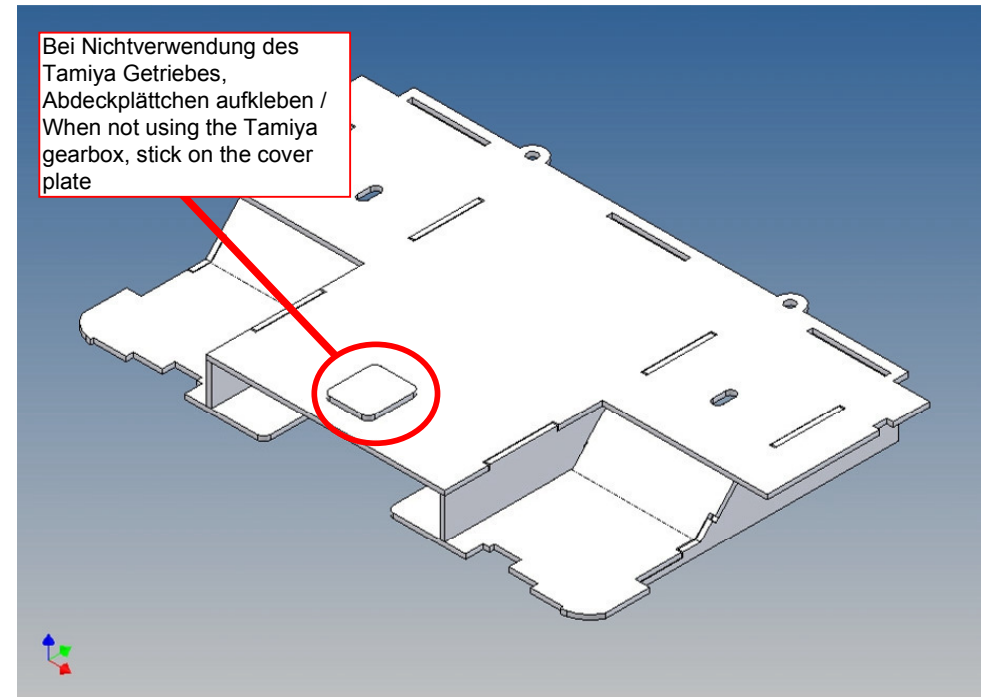 Bei Nichtverwendung des
Tamiya Getriebes,
Abdeckplättchen aufkleben /
When not using the Tamiya
gearbox, stick on the cover
plate